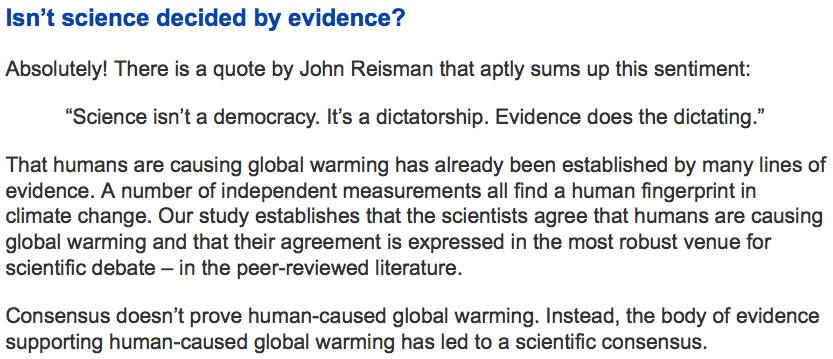 Isn’t science decided by evidence?
Absolutely! There is a quote by John Reisman that aptly sums up this sentiment:
“Science isn’t a democracy. It’s a dictatorship. Evidence does the dictating.”
That humans are causing global warming has already been established by many lines of
evidence. A number of independent measurements all find a human fingerprint in
climate change. Our study establishes that the scientists agree that humans are causing
global warming and that their agreement is expressed in the most robust venue for
scientific debate – in the peer-reviewed literature.
Consensus doesn’t prove human-caused global warming. Instead, the body of evidence
supporting human-caused global warming has led to a scientific consensus.